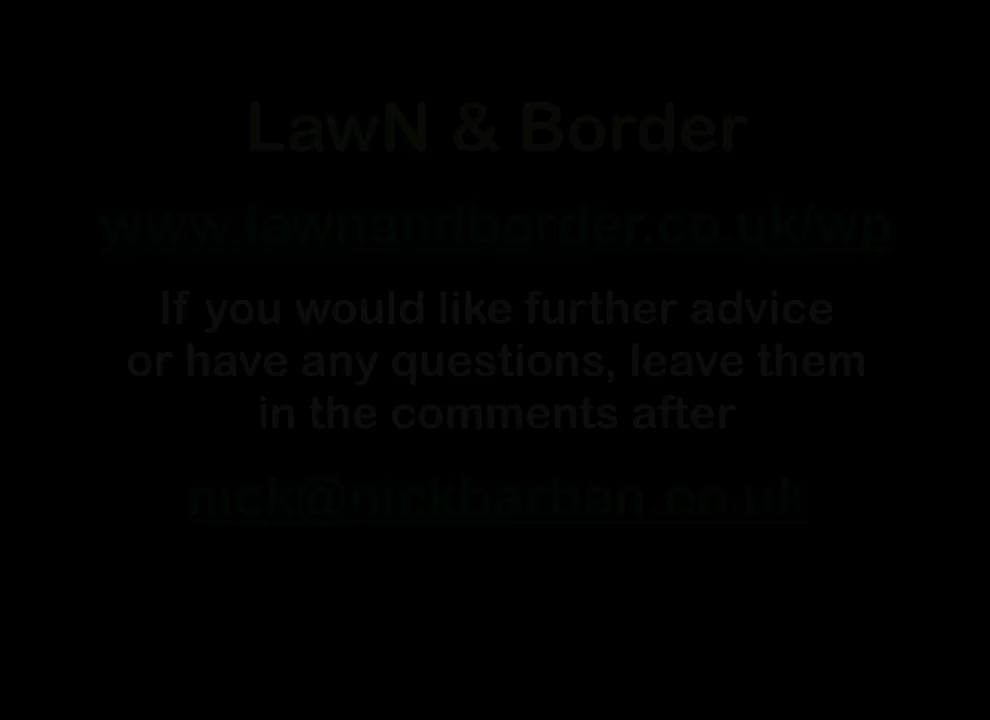 LawN & Border
www.lawnandborder.co.uk/wp
If you would like further advice
or have any questions, leave them
in the comments after